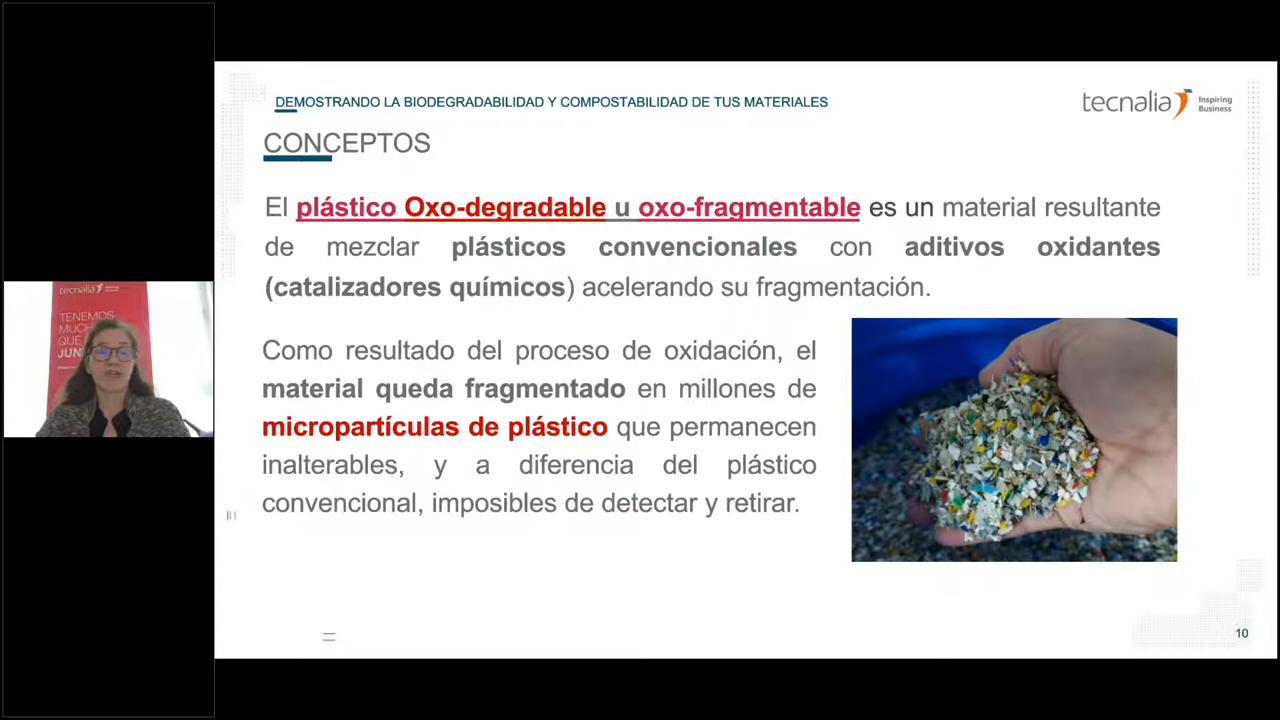 DEMOSTRANDO LA BIODEGRADABILIDAD Y COMPOSTABILIDAD DE TUS MATERIALES
tecnalia Inspiring
Business
CONCEPTOS
El plástico Oxo-degradable u oxo-fragmentable es un material resultante
de mezclar plásticos convencionales con aditivos oxidantes
(catalizadores químicos) acelerando su fragmentación.
Como resultado del proceso de oxidación, el
material queda fragmentado en millones de
micropartículas de plástico que permanecen
inalterables, y a diferencia del plástico
convencional, imposibles de detectar y retirar.
10
tecnalia
TENEMOS
MUCH
QUE
JUN